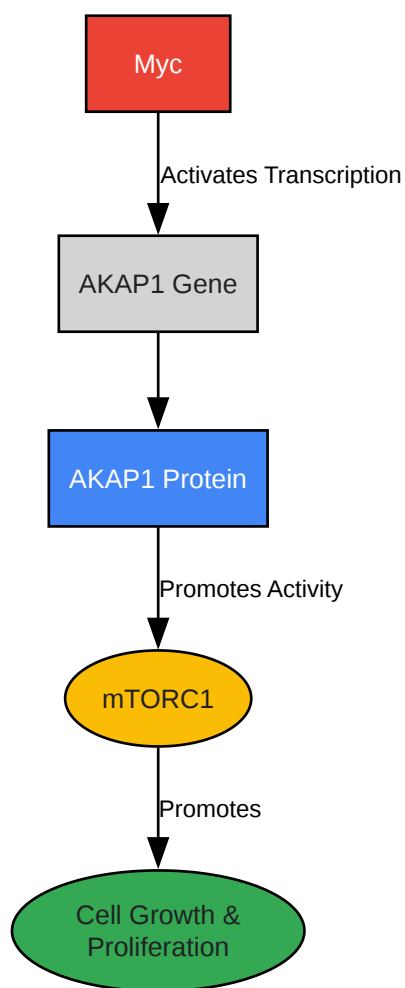 Myc
Activates Transcription
AKAP1 Gene
AKAP1 Protein
Promotes Activity
mTORC1
Promotes
Cell Growth &
Proliferation